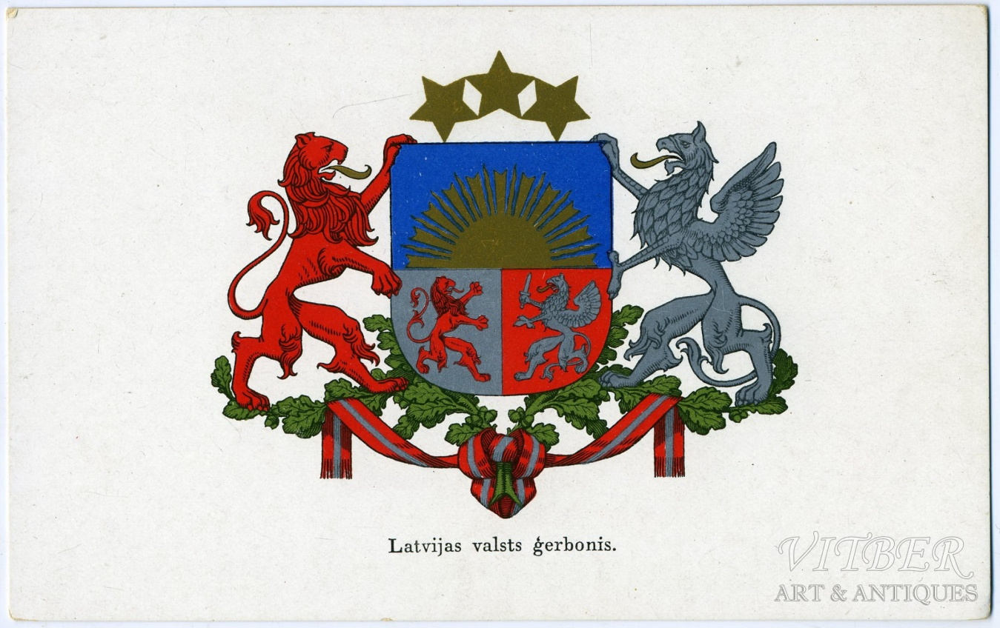 Latvijas valsts ģerbonis.
VITBER
ART & ANTIQUES